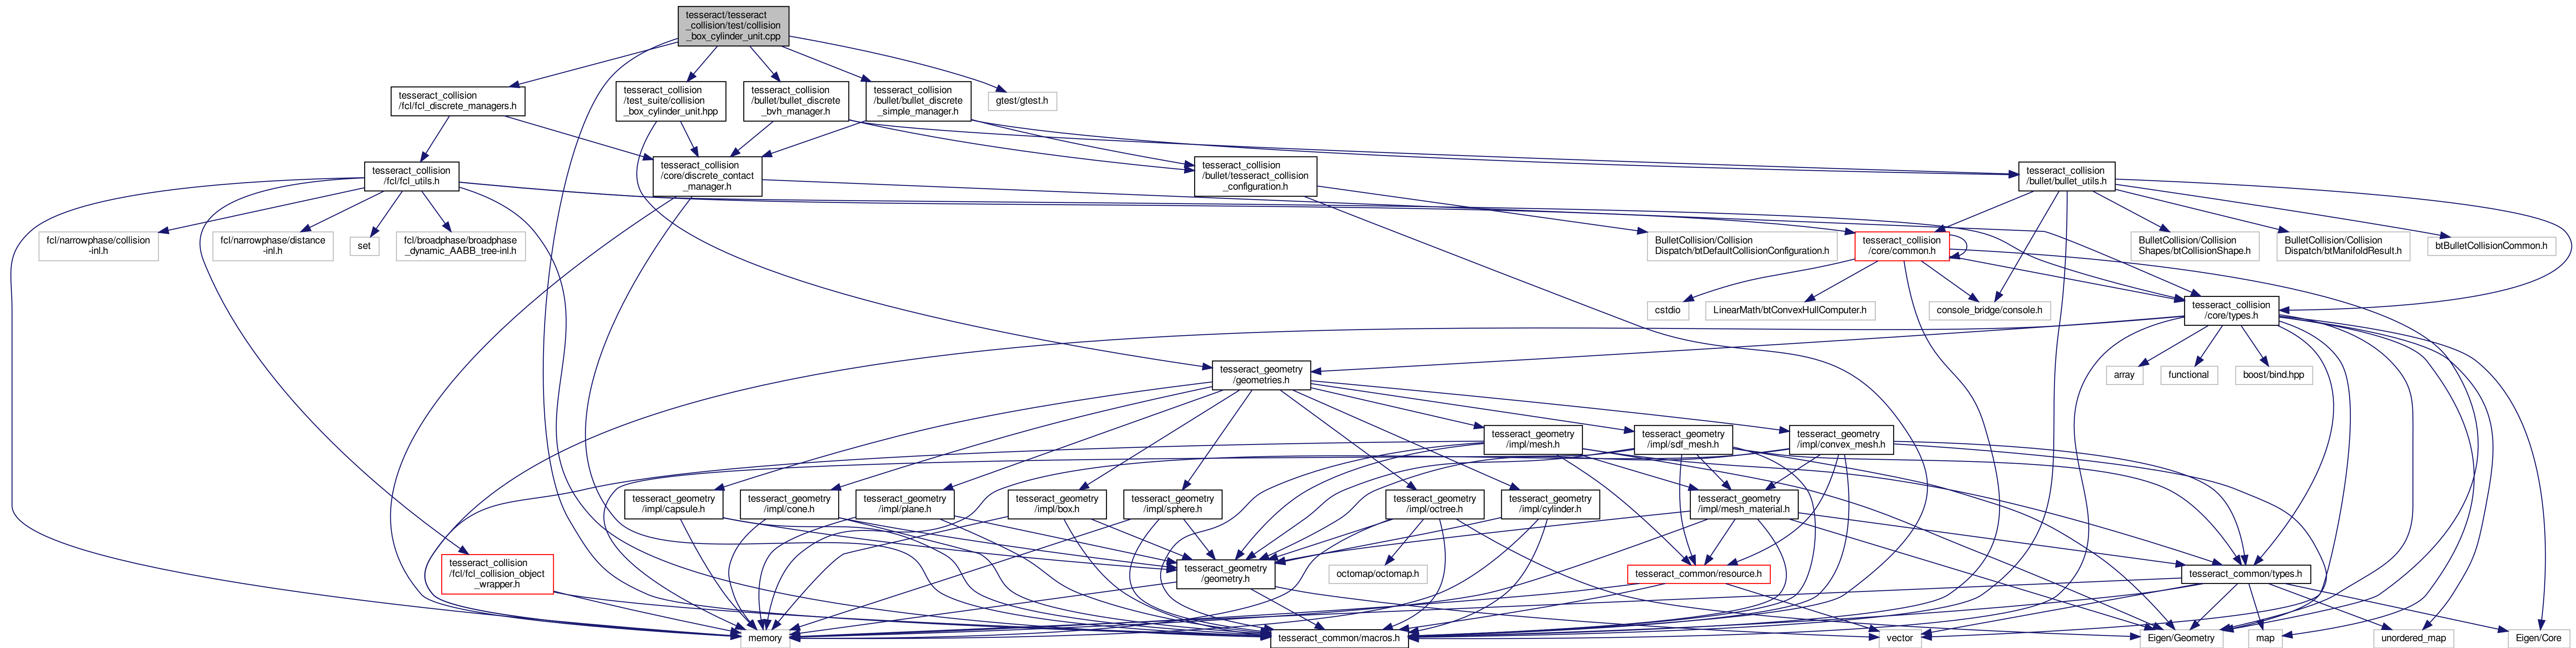 tesseract/tesseract
_collision/test/collision
_box_cylinder_unit.cpp
tesseract_collision
/fcl/fcl_discrete_managers.h
tesseract_collision
/test_suite/collision
_box_cylinder_unit.hpp
tesseract_collision
/bullet/bullet_discrete
_bvh_manager.h
tesseract_collision
/bullet/bullet_discrete
_simple_manager.h
gtest/gtest.h
tesseract_collision
/fcl/fcl_utils.h
tesseract_collision
/core/discrete_contact
_manager.h
tesseract_collision
/bullet/tesseract_collision
_configuration.h
tesseract_collision
/bullet/bullet_utils.h
fcl/narrowphase/collision
-inl.h
fcl/narrowphase/distance
-inl.h
set
fcl/broadphase/broadphase
_dynamic_AABB_tree-inl.h
BulletCollision/Collision
Dispatch/btDefaultCollisionConfiguration.h
tesseract_collision
/core/common.h
BulletCollision/Collision
Shapes/btCollisionShape.h
BulletCollision/Collision
Dispatch/btManifoldResult.h
btBulletCollisionCommon.h
cstdio
LinearMath/btConvexHullComputer.h
console_bridge/console.h
tesseract_collision
/core/types.h
tesseract_geometry
/geometries.h
array
functional
boost/bind.hpp
tesseract_geometry
/impl/mesh.h
tesseract_geometry
/impl/sdf_mesh.h
tesseract_geometry
/impl/convex_mesh.h
tesseract_geometry
/impl/capsule.h
tesseract_geometry
/impl/cone.h
tesseract_geometry
/impl/plane.h
tesseract_geometry
/impl/box.h
tesseract_geometry
/impl/sphere.h
tesseract_geometry
/impl/octree.h
tesseract_geometry
/impl/cylinder.h
tesseract_geometry
/impl/mesh_material.h
tesseract_collision
/fcl/fcl_collision_object
_wrapper.h
tesseract_geometry
/geometry.h
octomap/octomap.h
tesseract_common/resource.h
tesseract_common/types.h
memory
tesseract_common/macros.h
vector
Eigen/Geometry
map
unordered_map
Eigen/Core